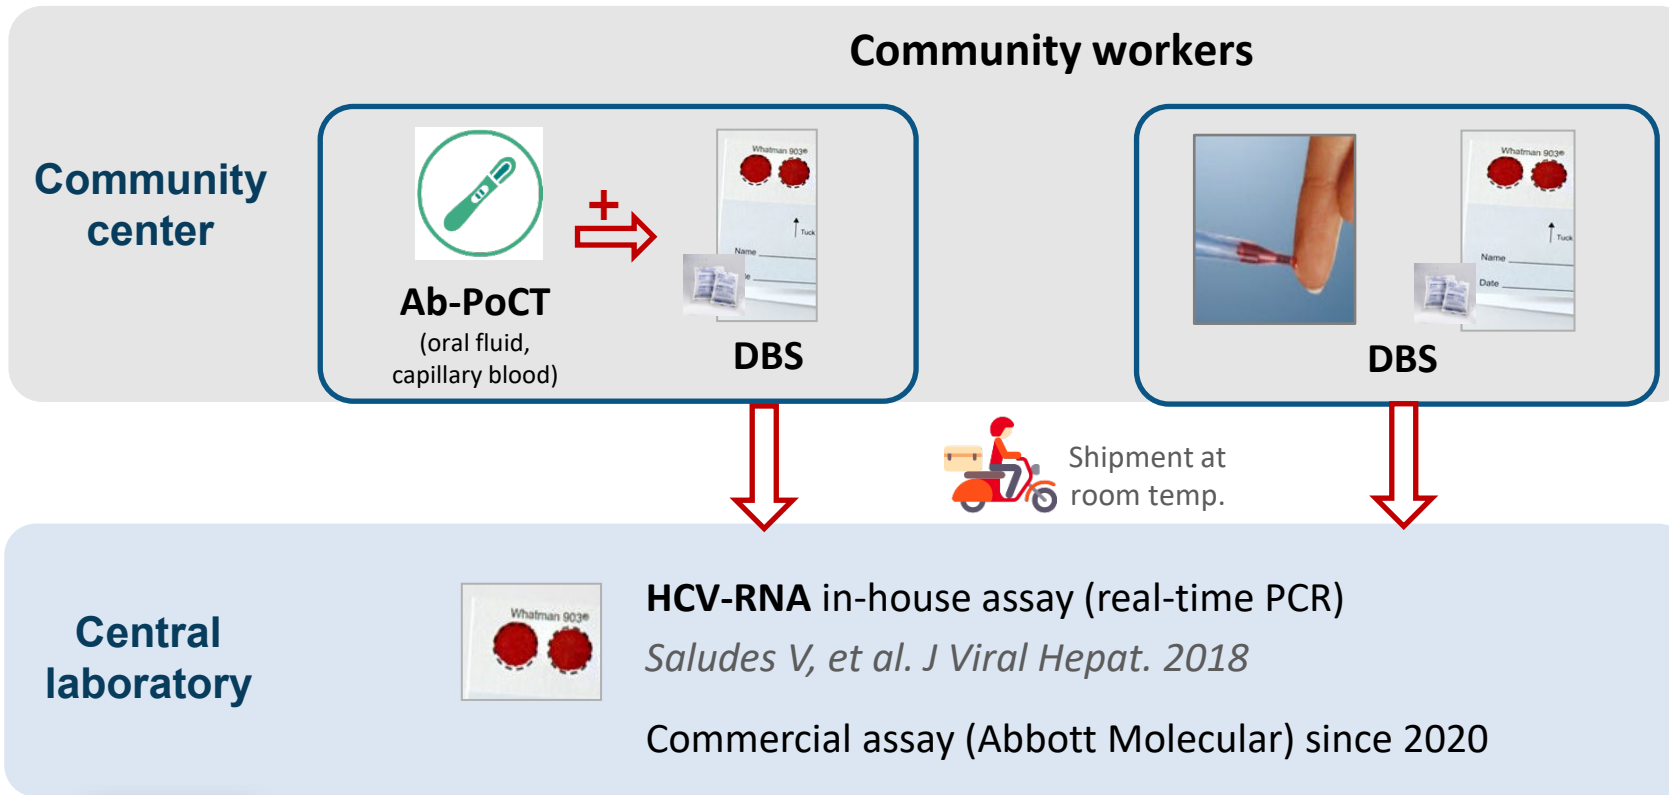 Community workers
Community
center
Whatman 903®
Tuck
Name
Ab-PoCT
(oral fluid,
capillary blood)
+
DBS
Whatman 903®
Tuck
Name
Date
DBS
Shipment at
room temp.
Central
laboratory
Whatman 903®
HCV-RNA in-house assay (real-time PCR)
Saludes V, et al. J Viral Hepat. 2018
Commercial assay (Abbott Molecular) since 2020